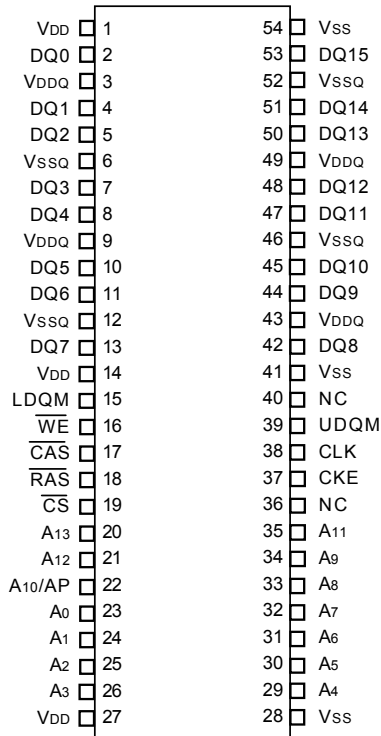 VDD 1 54 VSS
DQ0 2 53 DQ15
VDDQ 3 52 VSSQ
DQ1 4 51 DQ14
DQ2 5 50 DQ13
VSSQ 6 49 VDDQ
DQ3 7 48 DQ12
DQ4 8 47 DQ11
VDDQ 9 46 VSSQ
DQ5 10 45 DQ10
DQ6 11 44 DQ9
VSSQ 12 43 VDDQ
DQ7 13 42 DQ8
VDD 14 41 VSS
LDQM 15 40 NC
W̅E̅ 16 39 UDQM
C̅A̅S̅ 17 38 CLK
R̅A̅S̅ 18 37 CKE
C̅S̅ 19 36 NC
A13 20 35 A11
A12 21 34 A9
A10/AP 22 33 A8
A0 23 32 A7
A1 24 31 A6
A2 25 30 A5
A3 26 29 A4
VDD 27 28 VSS